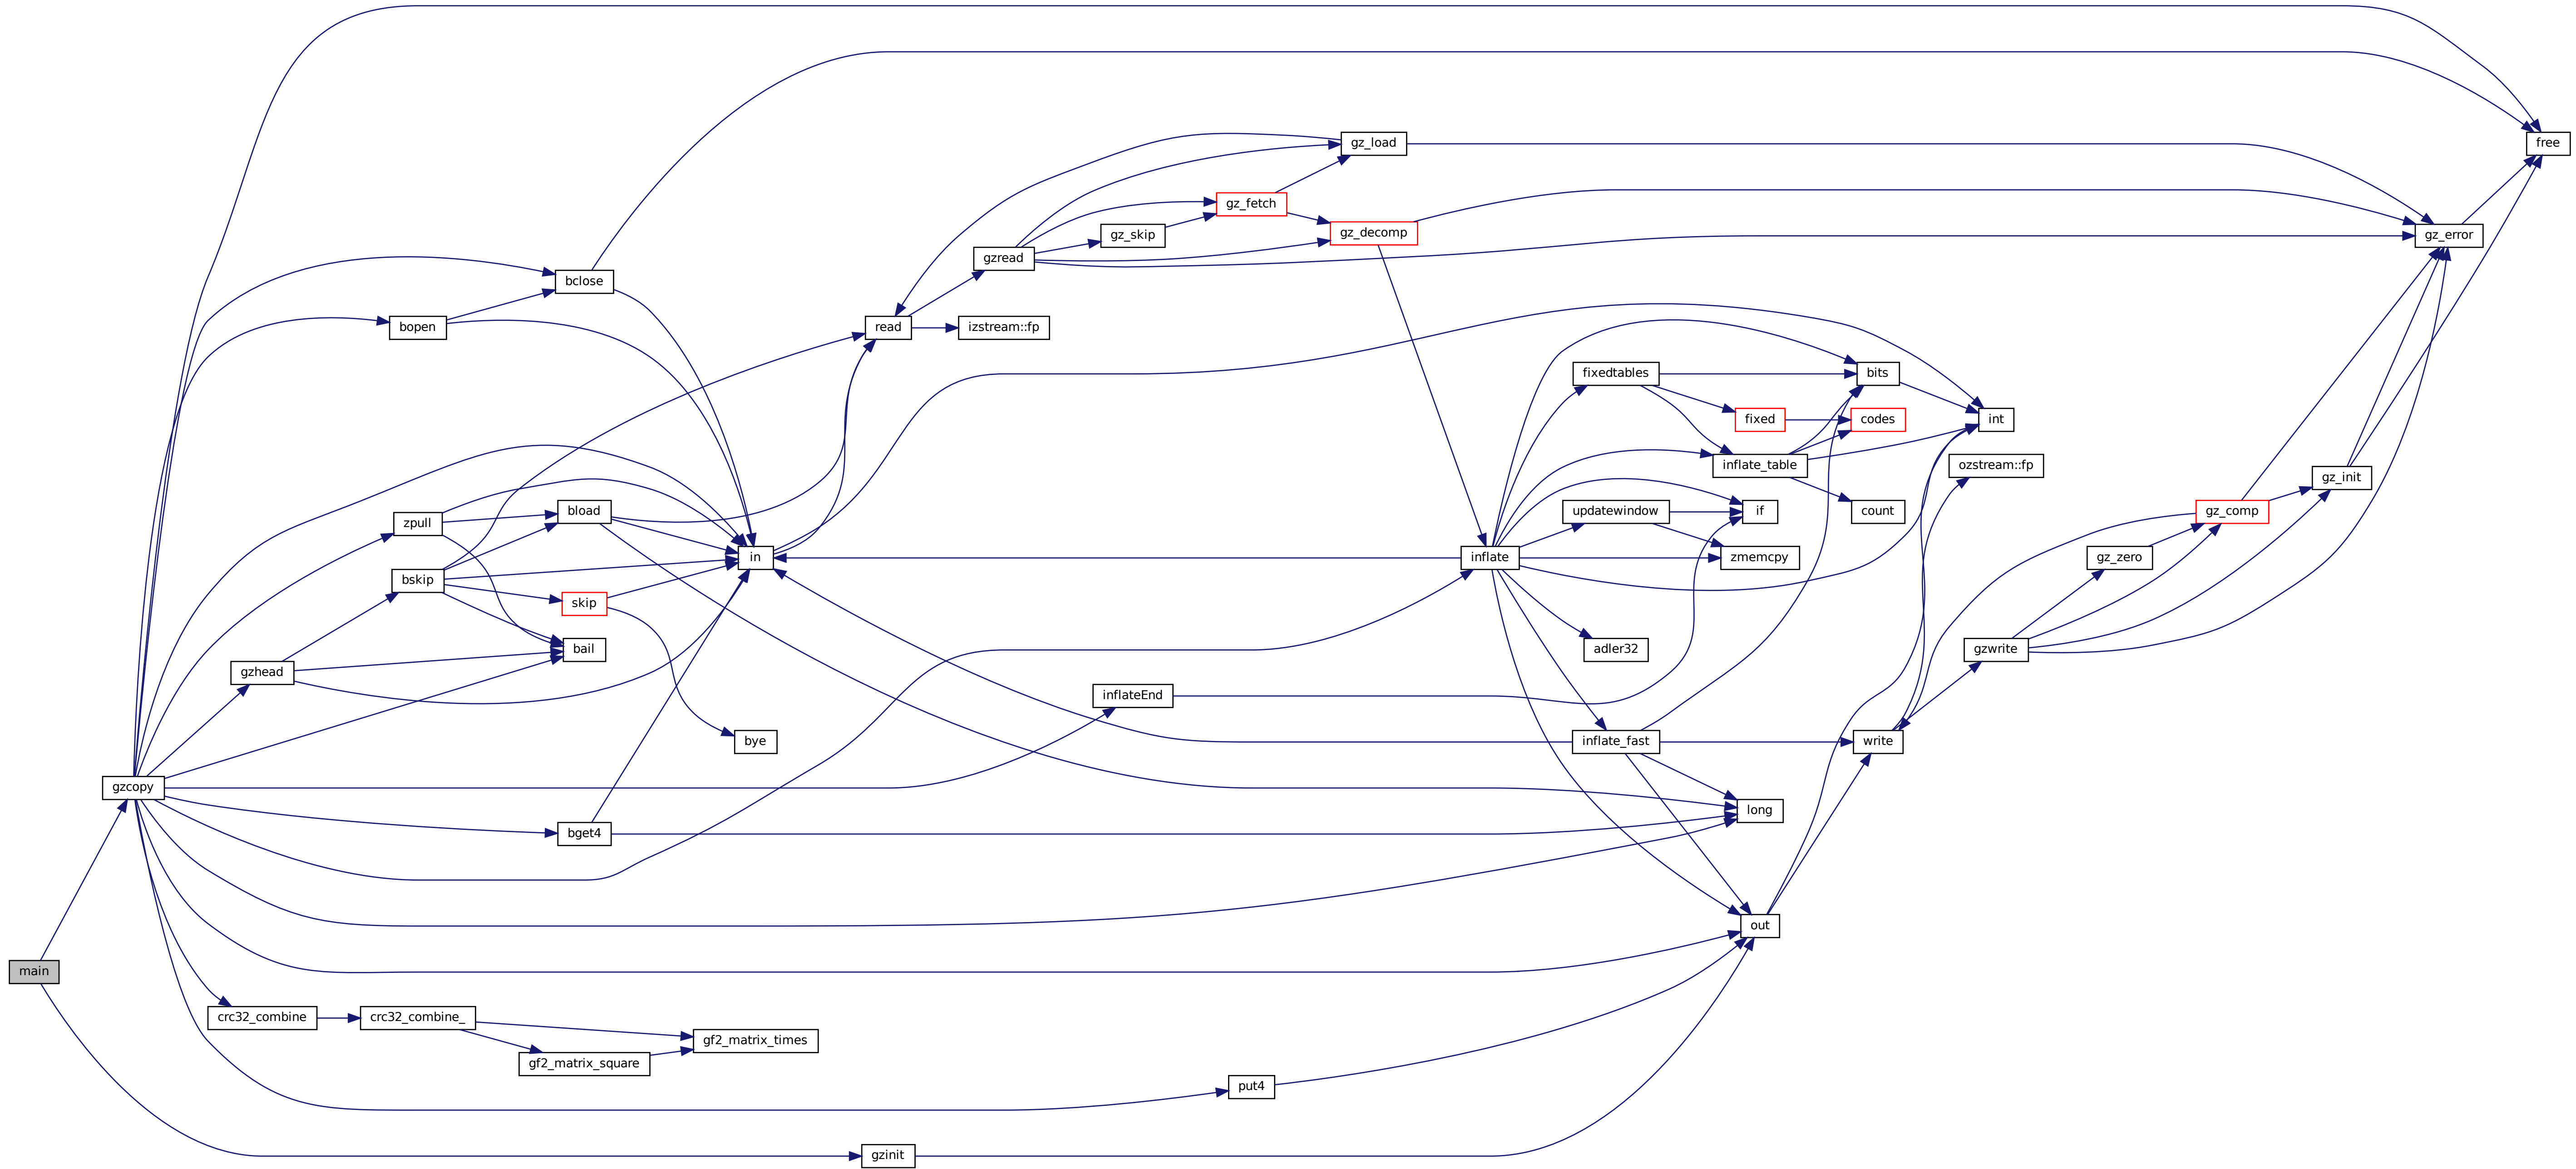 free
gz_load
gz_fetch
gz_skip
gz_decomp
gz_error
gzread
bclose
bopen
read
izstream::fp
fixedtables
bits
fixed
codes
int
inflate_table
ozstream::fp
gz_init
zpull
bload
updatewindow
if
count
gz_comp
in
inflate
zmemcpy
gz_zero
bskip
skip
bail
adler32
gzwrite
gzhead
inflateEnd
bye
inflate_fast
write
gzcopy
long
bget4
out
main
crc32_combine
crc32_combine_
gf2_matrix_times
gf2_matrix_square
put4
gzinit